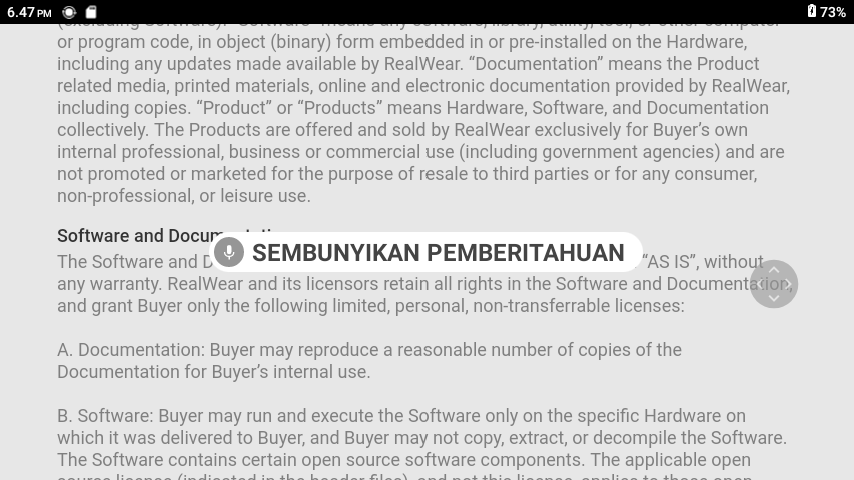 6.47 PM
73%
or program code, in object (binary) form embedded in or pre-installed on the Hardware,
including any updates made available by RealWear. “Documentation” means the Product
related media, printed materials, online and electronic documentation provided by RealWear,
including copies. “Product” or “Products” means Hardware, Software, and Documentation
collectively. The Products are offered and sold by RealWear exclusively for Buyer’s own
internal professional, business or commercial use (including government agencies) and are
not promoted or marketed for the purpose of resale to third parties or for any consumer,
non-professional, or leisure use.
Software and
SEMBUNYIKAN PEMBERITAHUAN
The Software and “AS IS”, without
any warranty. RealWear and its licensors retain all rights in the Software and Documentation,
and grant Buyer only the following limited, personal, non-transferrable licenses:
A. Documentation: Buyer may reproduce a reasonable number of copies of the
Documentation for Buyer’s internal use.
B. Software: Buyer may run and execute the Software only on the specific Hardware on
which it was delivered to Buyer, and Buyer may not copy, extract, or decompile the Software.
The Software contains certain open source software components. The applicable open